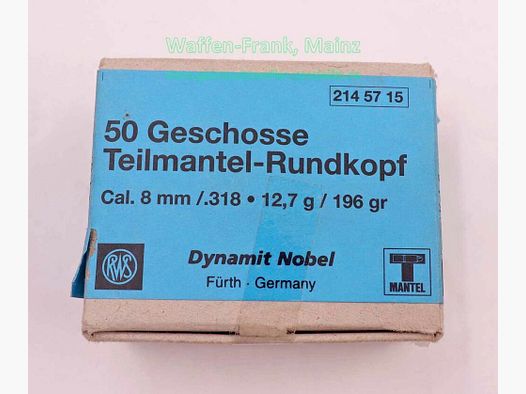 Waffen-Frank, Mainz
214 57 15
50 Geschosse
Teilmantel-Rundkopf
Cal. 8 mm /.318 • 12,7 g / 196 gr
RWS
Dynamit Nobel
Fürth · Germany
T
MANTEL